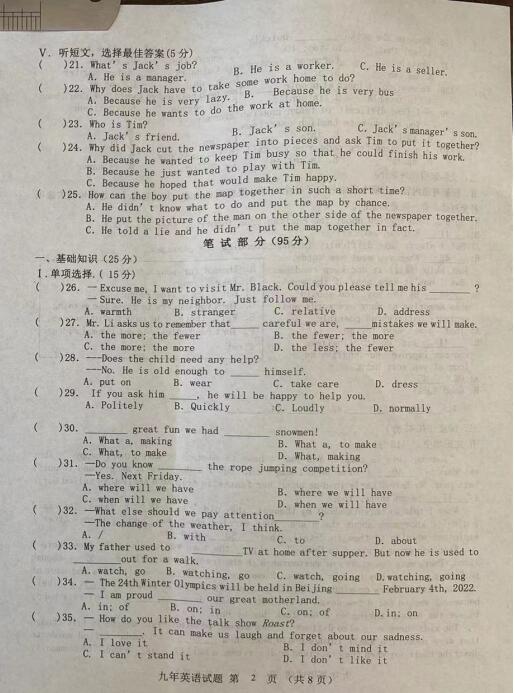 V. 听短文，选择最佳答案(5 分)
( )21. What's Jack's job?
A. He is a manager. B. He is a worker. C. He is a seller.
( )22. Why does Jack have to take some work home to do?
A. Because he is very lazy. B. Because he is very bus
C. Because he wants to do the work at home.
( )23. Who is Tim?
A. Jack's friend. B. Jack's son. C. Jack's manager's son.
( )24. Why did Jack cut the newspaper into pieces and ask Tim to put it together?
A. Because he wanted to keep Tim busy so that he could finish his work.
B. Because he just wanted to play with Tim.
C. Because he hoped that would make Tim happy.
( )25. How can the boy put the map together in such a short time?
A. He didn't know what to do and put the map by chance.
B. He put the picture of the man on the other side of the newspaper together.
C. He told a lie and he didn't put the map together in fact.
笔 试 部 分 (95 分)
一、基础知识 (25 分)
I. 单项选择. ( 15 分)
( )26. —Excuse me, I want to visit Mr. Black. Could you please tell me his ______ ?
—Sure. He is my neighbor. Just follow me.
A. warmth B. stranger C. relative D. address
( )27. Mr. Li asks us to remember that____ careful we are, ____mistakes we will make.
A. the more; the fewer B. the fewer; the more
C. the more; the more D. the less; the fewer
( )28. ——Does the child need any help?
——No. He is old enough to ____ himself.
A. put on B. wear C. take care D. dress
( )29. If you ask him ____, he will be happy to help you.
A. Politely B. Quickly C. Loudly D. normally
( )30. ______ great fun we had ______ snowmen!
A. What a, making B. What a, to make
C. What, to make D. What, making
( )31. —Do you know ______ the rope jumping competition?
—Yes. Next Friday.
A. where will we have B. where we will have
C. when will we have D. when we will have
( )32. —What else should we pay attention______?
—The change of the weather, I think.
A. / B. with C. to D. about
( )33. My father used to ______TV at home after supper. But now he is used to
______out for a walk.
A. watch, go B. watching, go C. watch, going D. watching, going
( )34. — The 24th Winter Olympics will be held in Beijing ______ February 4th, 2022.
— I am proud ______ our great motherland.
A. in; of B. on; in C. on; of D. in; on
( )35. — How do you like the talk show Roast?
— ________. It can make us laugh and forget about our sadness.
A. I love it B. I don't mind it
C. I can't stand it D. I don't like it
九年英语试题 第 2 页 （共 8 页）